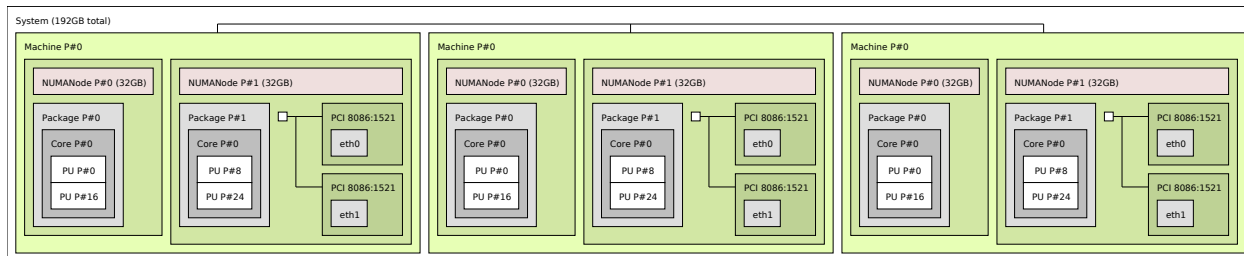 System (192GB total)
Machine P#0
NUMANode P#0 (32GB)
Package P#0
Core P#0
PU P#0
PU P#16
NUMANode P#1 (32GB)
Package P#1
Core P#0
PU P#8
PU P#24
PCI 8086:1521
eth0
PCI 8086:1521
eth1
Machine P#0
NUMANode P#0 (32GB)
Package P#0
Core P#0
PU P#0
PU P#16
NUMANode P#1 (32GB)
Package P#1
Core P#0
PU P#8
PU P#24
PCI 8086:1521
eth0
PCI 8086:1521
eth1
Machine P#0
NUMANode P#0 (32GB)
Package P#0
Core P#0
PU P#0
PU P#16
NUMANode P#1 (32GB)
Package P#1
Core P#0
PU P#8
PU P#24
PCI 8086:1521
eth0
PCI 8086:1521
eth1